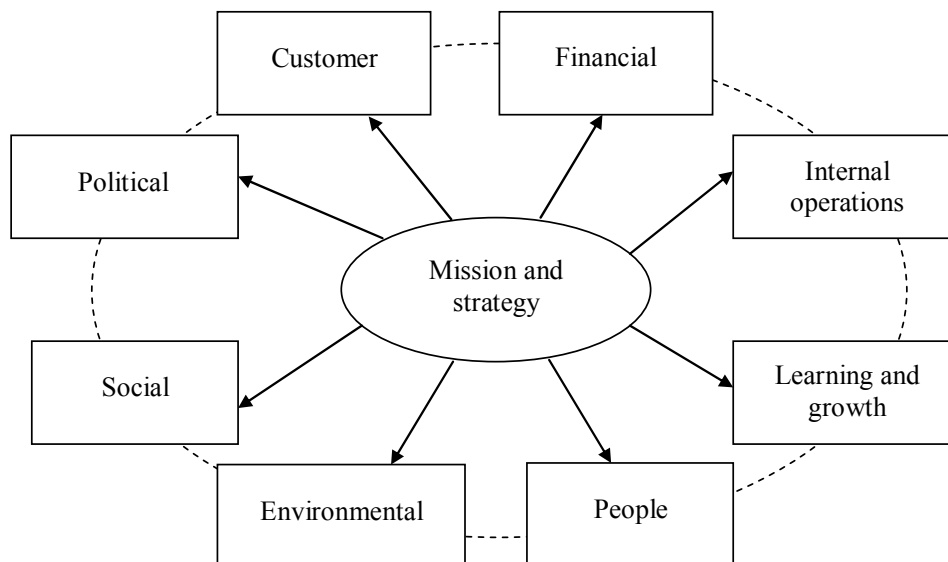 Customer
Financial
Political
Internal
operations
Mission and
strategy
Social
Learning and
growth
Environmental
People